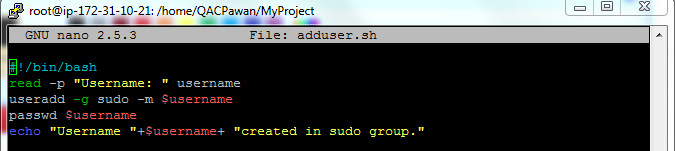 root@ip-172-31-10-21: /home/QACPawan/MyProject
GNU nano 2.5.3 File: adduser.sh
#!/bin/bash
read -p "Username: " username
useradd -g sudo -m $username
passwd $username
echo "Username "+$username+ "created in sudo group."